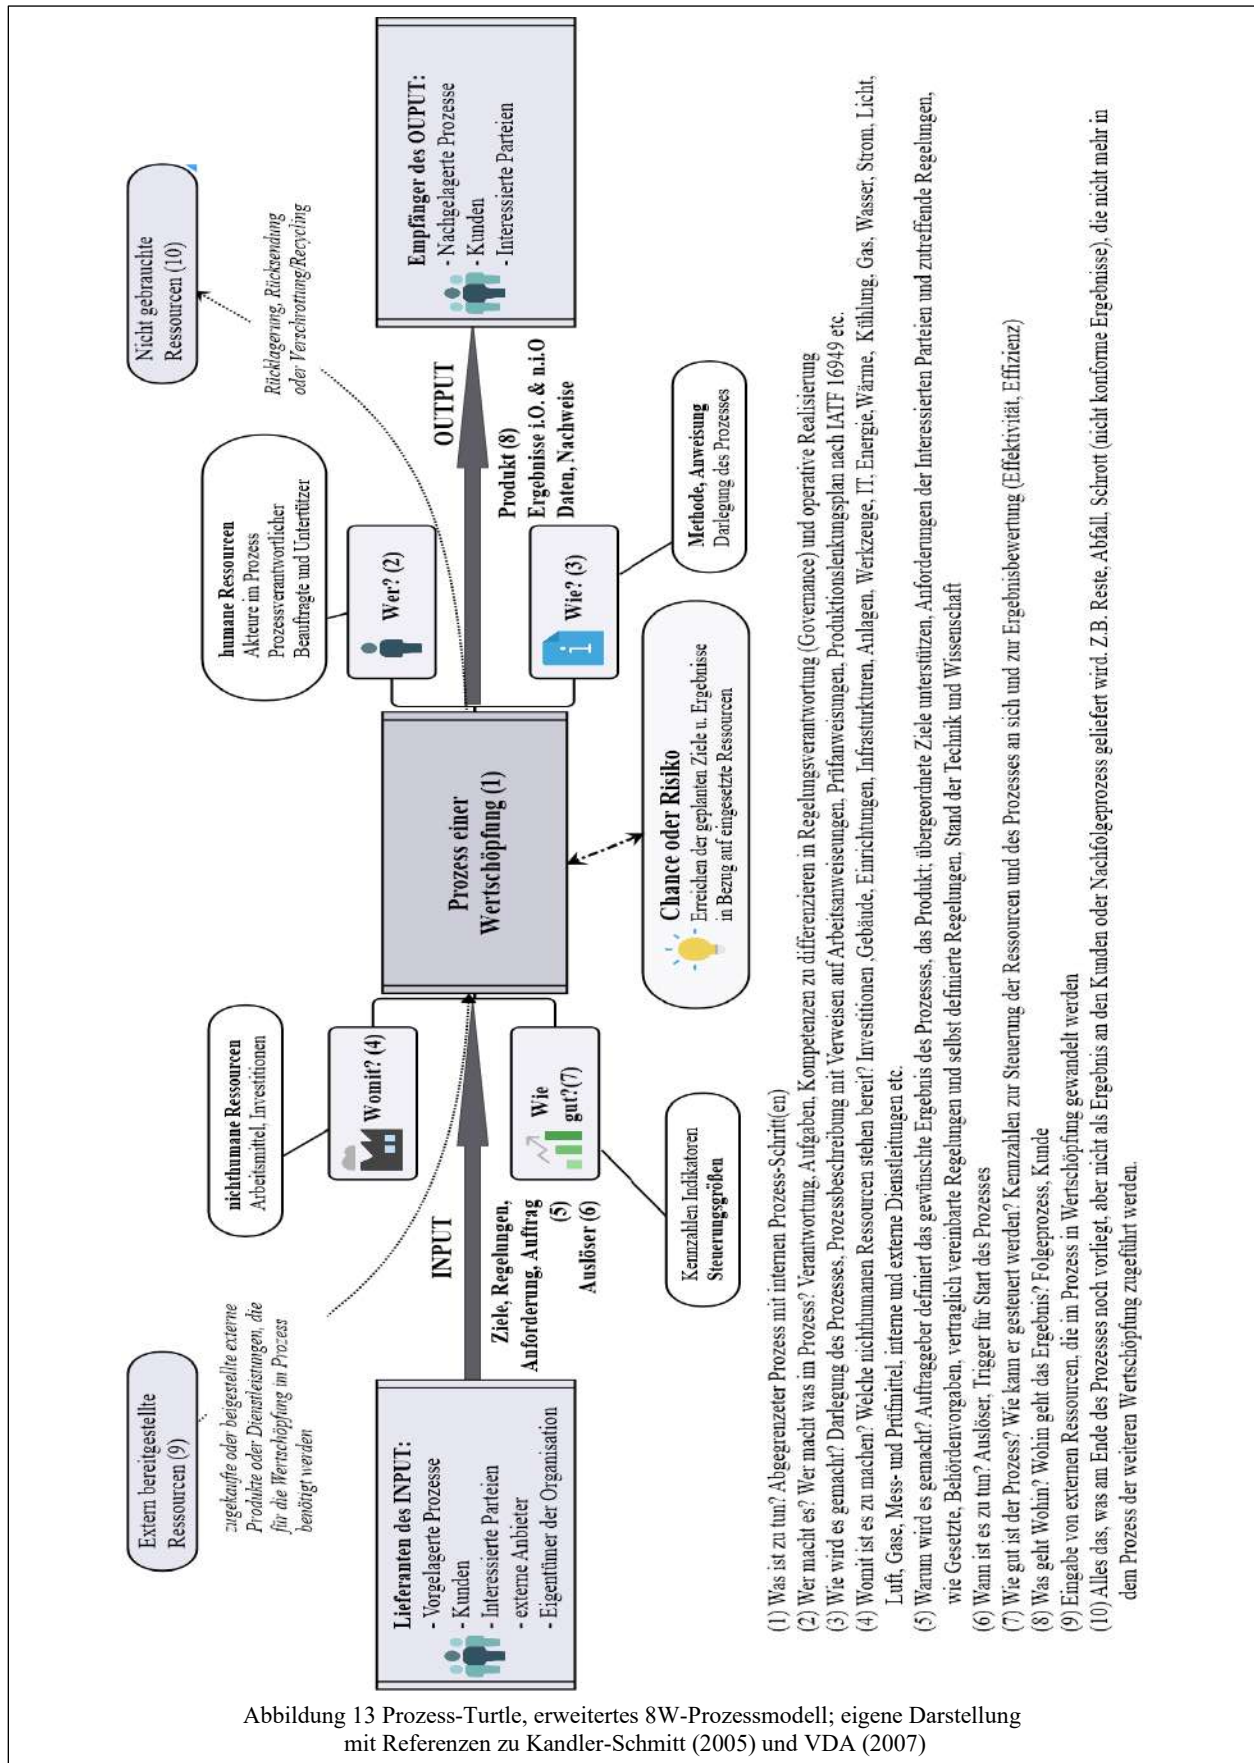 Extern bereitgestellte
Ressourcen (9)
zugekaufte oder beigestellte externe
Produkte oder Dienstleistungen, die
für die Wertschöpfung im Prozess
benötigt werden
nichthumane Ressourcen
Arbeitsmittel, Investitionen
humane Ressourcen
Akteure im Prozess
Prozessverantwortlicher
Beauftragte und Untertützer
Nicht gebrauchte
Ressourcen (10)
Rücklagerung, Rücksendung
oder Verschrottung/Recycling
Womit? (4)
Wer? (2)
Lieferanten des INPUT:
- Vorgelagerte Prozesse
- Kunden
- Interessierte Parteien
- externe Anbieter
- Eigentümer der Organisation
INPUT
Ziele, Regelungen,
Anforderung, Auftrag
(5)
Auslöser (6)
Prozess einer
Wertschöpfung (1)
OUTPUT
Produkt (8)
Ergebnisse i.O. & n.i.O
Daten, Nachweise
Empfänger des OUPUT:
- Nachgelagerte Prozesse
- Kunden
- Interessierte Parteien
Wie
gut?(7)
Wie? (3)
Kennzahlen Indikatoren
Steuerungsgrößen
Chance oder Risiko
Erreichen der geplanten Ziele u. Ergebnisse
in Bezug auf eingesetzte Ressourcen
Methode, Anweisung
Darlegung des Prozesses
(1) Was ist zu tun? Abgegrenzeter Prozess mit internen Prozess-Schritt(en)
(2) Wer macht es? Wer macht was im Prozess? Verantwortung, Aufgaben, Kompetenzen zu differenzieren in Regelungsverantwortung (Governance) und operative Realisierung
(3) Wie wird es gemacht? Darlegung des Prozesses, Prozessbeschreibung mit Verweisen auf Arbeitsanweiseungen, Prüfanweisungen, Produktionslenkungsplan nach IATF 16949 etc.
(4) Womit ist es zu machen? Welche nichthumanen Ressourcen stehen bereit? Investitionen ,Gebäude, Einrichtungen, Infrasturkturen, Anlagen, Werkzeuge, IT, Energie, Wärme, Kühlung, Gas, Wasser, Strom, Licht,
Luft, Gase, Mess- und Prüfmittel, interne und externe Dienstleitungen etc.
(5) Warum wird es gemacht? Auftraggeber definiert das gewünschte Ergebnis des Prozesses, das Produkt; übergeordnete Ziele unterstützen, Anforderungen der Interessierten Parteien und zutreffende Regelungen,
wie Gesetzte, Behördenvorgaben, vertraglich vereinbarte Regelungen und selbst definierte Regelungen, Stand der Technik und Wissenschaft
(6) Wann ist es zu tun? Auslöser, Trigger für Start des Prozesses
(7) Wie gut ist der Prozess? Wie kann er gesteuert werden? Kennzahlen zur Steuerung der Ressourcen und des Prozesses an sich und zur Ergebnisbewertung (Effektivität, Effizienz)
(8) Was geht Wohin? Wohin geht das Ergebnis? Folgeprozess, Kunde
(9) Eingabe von externen Ressourcen, die im Prozess in Wertschöpfung gewandelt werden
(10) Alles das, was am Ende des Prozesses noch vorliegt, aber nicht als Ergebnis an den Kunden oder Nachfolgeprozess geliefert wird. Z.B. Reste, Abfall, Schrott (nicht konforme Ergebnisse), die nicht mehr in
dem Prozess der weiteren Wertschöpfung zugeführt werden.
Abbildung 13 Prozess-Turtle, erweitertes 8W-Prozessmodell; eigene Darstellung
mit Referenzen zu Kandler-Schmitt (2005) und VDA (2007)